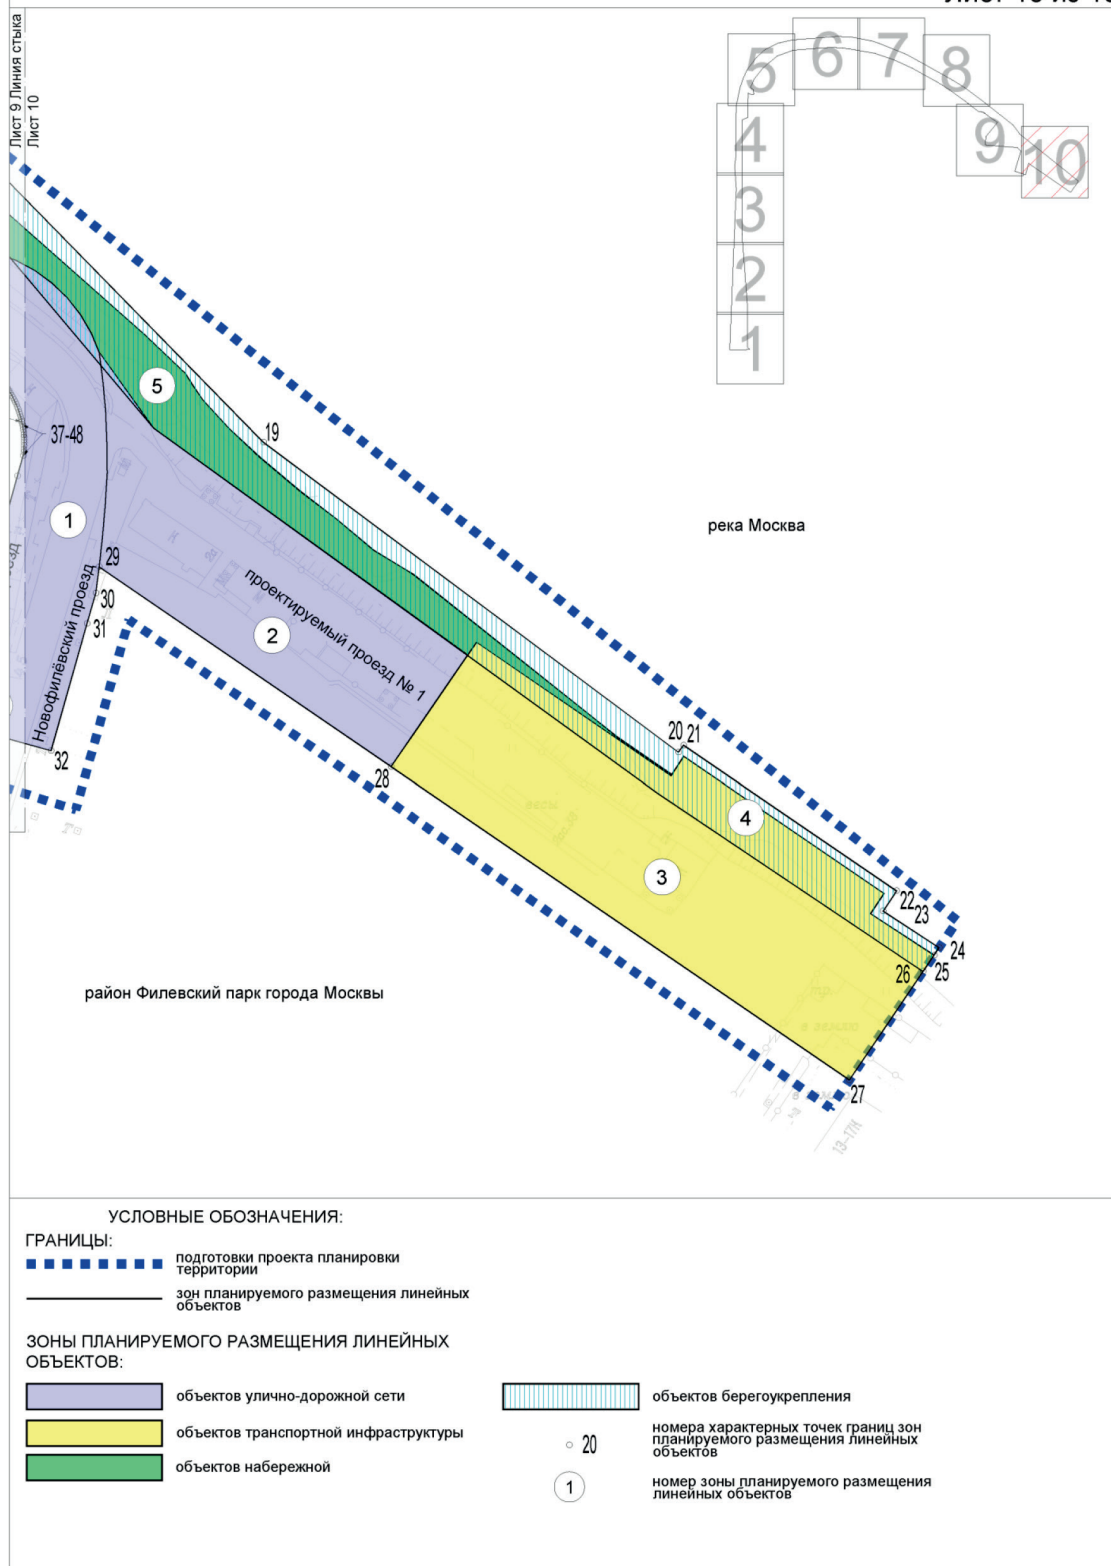 Лист 9 Линия стыка
Лист 10
5
6
7
8
4
9
10
3
2
1
5
19
37-48
1
река Москва
29
30
31
Новофилёвский проезд
проектируемый проезд № 1
2
32
28
20
21
4
3
22
23
24
25
26
27
район Филевский парк города Москвы
13-17Н
УСЛОВНЫЕ ОБОЗНАЧЕНИЯ:
ГРАНИЦЫ:
подготовки проекта планировки
территории
зон планируемого размещения линейных
объектов
ЗОНЫ ПЛАНИРУЕМОГО РАЗМЕЩЕНИЯ ЛИНЕЙНЫХ
ОБЪЕКТОВ:
объектов улично-дорожной сети
объектов транспортной инфраструктуры
объектов набережной
объектов берегоукрепления
20
номера характерных точек границ зон
планируемого размещения линейных
объектов
1
номер зоны планируемого размещения
линейных объектов